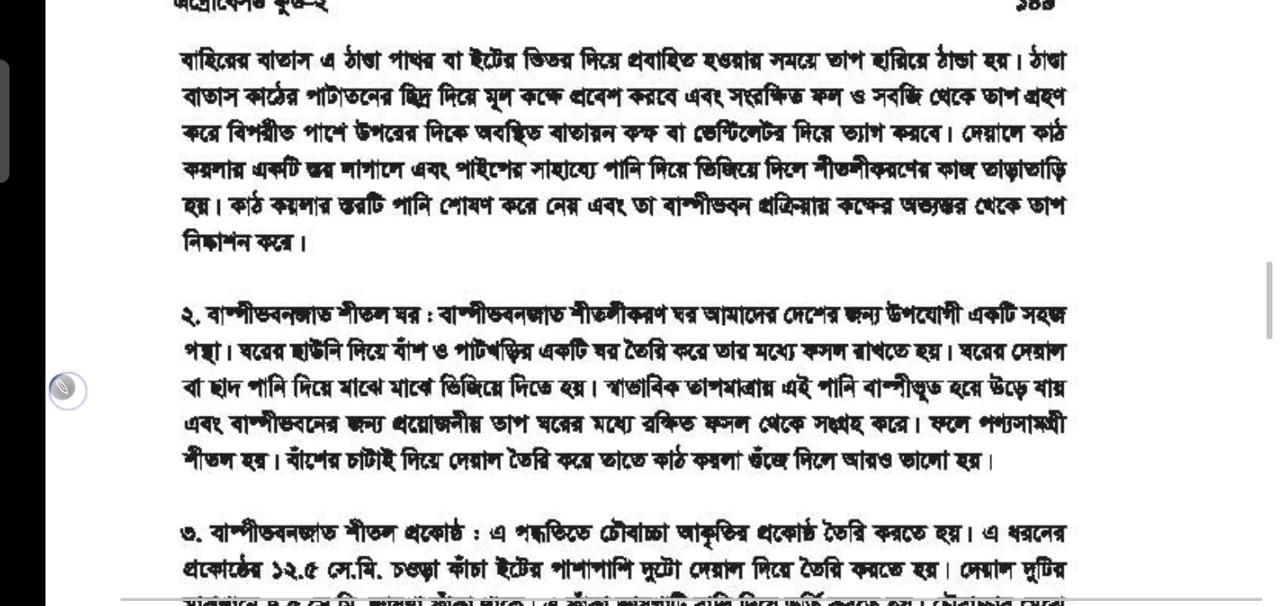 এগ্রোবেসড ফুড-২ ১৪৯
বাহিরের বাতাস এ ঠাণ্ডা পাথর বা ইটের ভিতর দিয়ে প্রবাহিত হওয়ার সময়ে তাপ হারিয়ে ঠান্ডা হয়। ঠাণ্ডা
বাতাস কাঠের পাটাতনের ছিদ্র দিয়ে মূল কক্ষে প্রবেশ করবে এবং সংরক্ষিত ফল ও সবজি থেকে তাপ গ্রহণ
করে বিপরীত পাশে উপরের দিকে অবস্থিত বাতায়ন কক্ষ বা ভেন্টিলেটর দিয়ে ত্যাগ করবে। দেয়ালে কাঠ
কয়লার একটি স্তর লাগালে এবং পাইপের সাহায্যে পানি দিয়ে ভিজিয়ে দিলে শীতলীকরণের কাজ তাড়াতাড়ি
হয়। কাঠ কয়লার স্তরটি পানি শোষণ করে নেয় এবং তা বাষ্পীভবন প্রক্রিয়ায় কক্ষের অভ্যন্তর থেকে তাপ
নিষ্কাশন করে।
২. বাষ্পীভবনজাত শীতল ঘর : বাষ্পীভবনজাত শীতলীকরণ ঘর আমাদের দেশের জন্য উপযোগী একটি সহজ
পন্থা। ঘরের ছাউনি দিয়ে বাঁশ ও পাটখড়ির একটি ঘর তৈরি করে তার মধ্যে ফসল রাখতে হয়। ঘরের দেয়াল
বা ছাদ পানি দিয়ে মাঝে মাঝে ভিজিয়ে দিতে হয়। স্বাভাবিক তাপমাত্রায় এই পানি বাষ্পীভূত হয়ে উড়ে যায়
এবং বাষ্পীভবনের জন্য প্রয়োজনীয় তাপ ঘরের মধ্যে রক্ষিত ফসল থেকে সংগ্রহ করে। ফলে পণ্যসামগ্রী
শীতল হয়। বাঁশের চাটাই দিয়ে দেয়াল তৈরি করে তাতে কাঠ কয়লা গুঁজে দিলে আরও ভালো হয়।
৩. বাষ্পীভবনজাত শীতল প্রকোষ্ঠ : এ পদ্ধতিতে চৌবাচ্চা আকৃতির প্রকোষ্ঠ তৈরি করতে হয়। এ ধরনের
প্রকোষ্ঠের ১২.৫ সে.মি. চওড়া কাঁচা ইটের পাশাপাশি দুটো দেয়াল দিয়ে তৈরি করতে হয়। দেয়াল দুটির